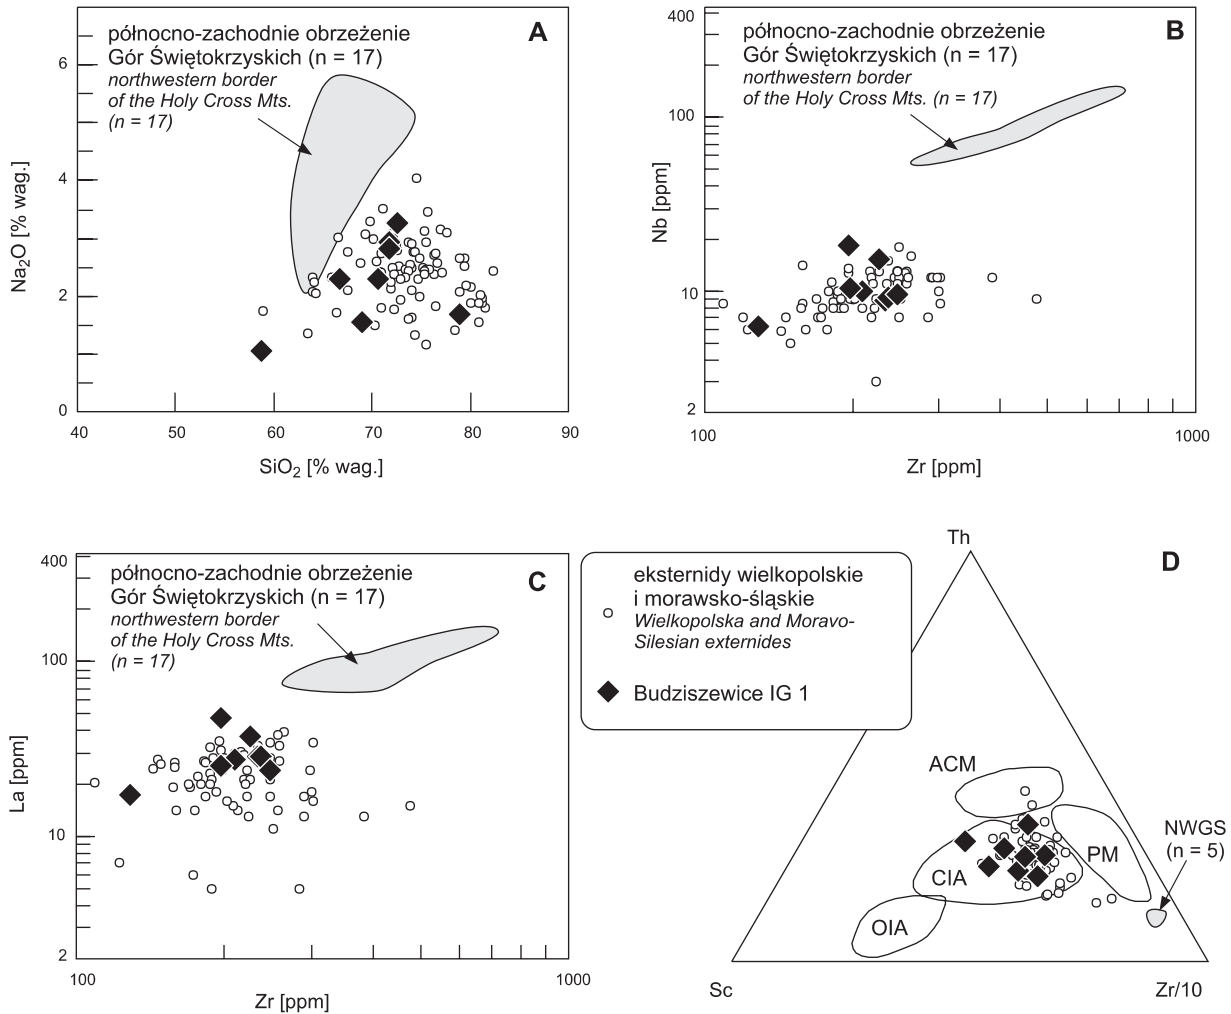 A
północno-zachodnie obrzeżenie
Gór Świętokrzyskich (n = 17)
northwestern border
of the Holy Cross Mts.
(n = 17)
6
4
2
0
Na2O [% wag.]
40 50 60 70 80 90
SiO2 [% wag.]
B
północno-zachodnie obrzeżenie
Gór Świętokrzyskich (n = 17)
northwestern border
of the Holy Cross Mts. (n = 17)
400
100
10
2
Nb [ppm]
100 1000
Zr [ppm]
C
północno-zachodnie obrzeżenie
Gór Świętokrzyskich (n = 17)
northwestern border
of the Holy Cross Mts.
(n = 17)
400
100
10
2
La [ppm]
100 1000
Zr [ppm]
eksternidy wielkopolskie
i morawsko-śląskie
Wielkopolska and Moravo-
Silesian externides
Budziszewice IG 1
D
Th
ACM
NWGS
(n = 5)
PM
CIA
OIA
Sc
Zr/10